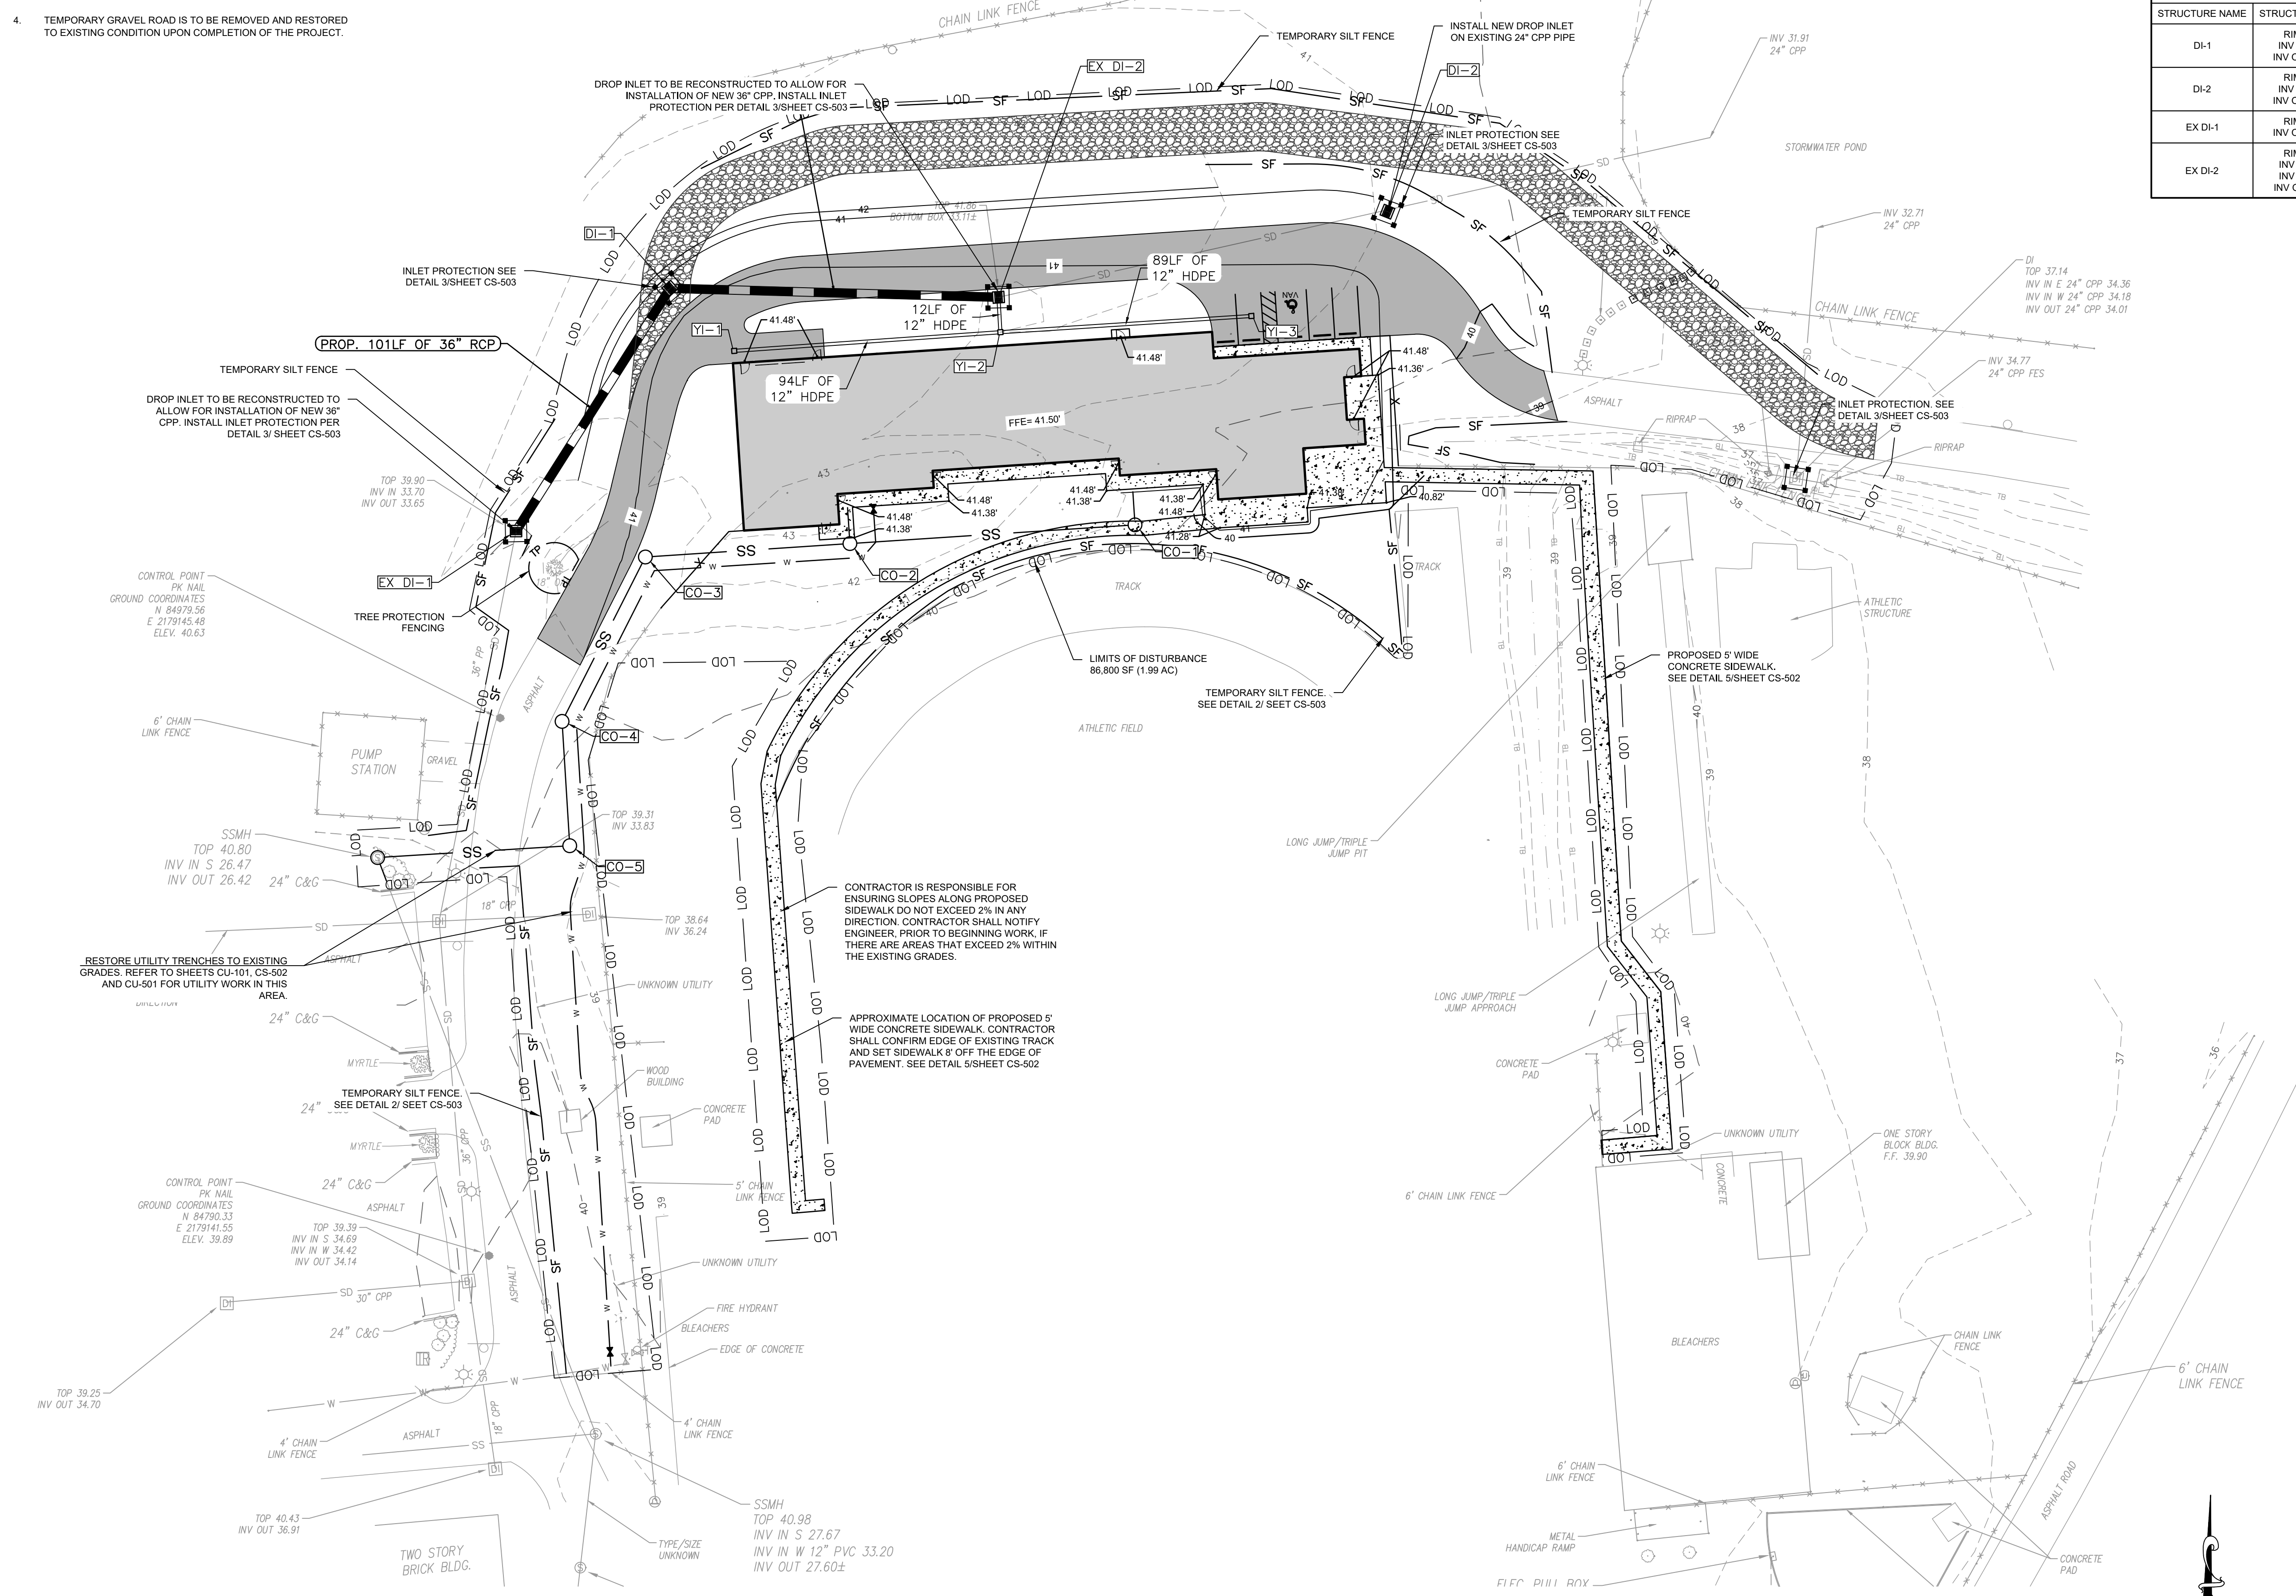 4. TEMPORARY GRAVEL ROAD IS TO BE REMOVED AND RESTORED
TO EXISTING CONDITION UPON COMPLETION OF THE PROJECT.
STRUCTURE NAME
DI-1
DI-2
EX DI-1
EX DI-2
CHAIN LINK FENCE
TEMPORARY SILT FENCE
INSTALL NEW DROP INLET
ON EXISTING 24" CPP PIPE
INV 31.91
24" CPP
EX DI-2
DI-2
DROP INLET TO BE RECONSTRUCTED TO ALLOW FOR
INSTALLATION OF NEW 36" CPP. INSTALL INLET
PROTECTION PER DETAIL 3/SHEET CS-503
INLET PROTECTION SEE
DETAIL 3/SHEET CS-503
STORMWATER POND
TOP 41.86
BOTTOM BOX 33.11±
TEMPORARY SILT FENCE
INV 32.71
24" CPP
DI-1
INLET PROTECTION SEE
DETAIL 3/SHEET CS-503
89LF OF
12" HDPE
12LF OF
12" HDPE
DI
TOP 37.14
INV IN E 24" CPP 34.36
INV IN W 24" CPP 34.18
INV OUT 24" CPP 34.01
CHAIN LINK FENCE
YI-1
YI-2
YI-3
VAN
41.48'
41.48'
41.48'
41.36'
PROP. 101LF OF 36" RCP
TEMPORARY SILT FENCE
94LF OF
12" HDPE
INV 34.77
24" CPP FES
DROP INLET TO BE RECONSTRUCTED TO
ALLOW FOR INSTALLATION OF NEW 36"
CPP. INSTALL INLET PROTECTION PER
DETAIL 3/ SHEET CS-503
FFE= 41.50'
ASPHALT
INLET PROTECTION. SEE
DETAIL 3/SHEET CS-503
RIPRAP
RIPRAP
TOP 39.90
INV IN 33.70
INV OUT 33.65
41.48'
41.38'
41.48'
41.38'
41.48'
41.38'
41.38'
41.48'
41.28'
41.38'
40.82'
EX DI-1
CO-1
CO-2
CO-3
CONTROL POINT
PK NAIL
GROUND COORDINATES
N 84979.56
E 2179145.48
ELEV. 40.63
TREE PROTECTION
FENCING
TRACK
TRACK
ATHLETIC
STRUCTURE
LIMITS OF DISTURBANCE
86,800 SF (1.99 AC)
PROPOSED 5' WIDE
CONCRETE SIDEWALK.
SEE DETAIL 5/SHEET CS-502
TEMPORARY SILT FENCE.
SEE DETAIL 2/ SEET CS-503
36" PP
ASPHALT
6' CHAIN
LINK FENCE
PUMP
STATION
GRAVEL
CO-4
ATHLETIC FIELD
TOP 39.31
INV 33.83
SSMH
TOP 40.80
INV IN S 26.47
INV OUT 26.42
24" C&G
CO-5
LONG JUMP/TRIPLE
JUMP PIT
CONTRACTOR IS RESPONSIBLE FOR
ENSURING SLOPES ALONG PROPOSED
SIDEWALK DO NOT EXCEED 2% IN ANY
DIRECTION. CONTRACTOR SHALL NOTIFY
ENGINEER, PRIOR TO BEGINNING WORK, IF
THERE ARE AREAS THAT EXCEED 2% WITHIN
THE EXISTING GRADES.
18" CPP
TOP 38.64
INV 36.24
RESTORE UTILITY TRENCHES TO EXISTING
GRADES. REFER TO SHEETS CU-101, CS-502
AND CU-501 FOR UTILITY WORK IN THIS
AREA.
ASPHALT
DIRECTION
24" C&G
UNKNOWN UTILITY
LONG JUMP/TRIPLE
JUMP APPROACH
APPROXIMATE LOCATION OF PROPOSED 5'
WIDE CONCRETE SIDEWALK. CONTRACTOR
SHALL CONFIRM EDGE OF EXISTING TRACK
AND SET SIDEWALK 8' OFF THE EDGE OF
PAVEMENT. SEE DETAIL 5/SHEET CS-502
MYRTLE
WOOD
BUILDING
CONCRETE
PAD
TEMPORARY SILT FENCE.
SEE DETAIL 2/ SEET CS-503
24"
CONCRETE
PAD
MYRTLE
36" CPP
24" C&G
UNKNOWN UTILITY
ONE STORY
BLOCK BLDG.
F.F. 39.90
CONCRETE
CONTROL POINT
PK NAIL
GROUND COORDINATES
N 84790.33
E 2179141.55
ELEV. 39.89
ASPHALT
5' CHAIN
LINK FENCE
6' CHAIN LINK FENCE
TOP 39.39
INV IN S 34.69
INV IN W 34.42
INV OUT 34.14
UNKNOWN UTILITY
30" CPP
ASPHALT
24" C&G
FIRE HYDRANT
BLEACHERS
EDGE OF CONCRETE
BLEACHERS
CHAIN LINK
FENCE
6' CHAIN
LINK FENCE
TOP 39.25
INV OUT 34.70
18" CPP
4' CHAIN
LINK FENCE
ASPHALT
4' CHAIN
LINK FENCE
6' CHAIN
LINK FENCE
ASPHALT ROAD
SSMH
TOP 40.98
INV IN S 27.67
INV IN W 12" PVC 33.20
INV OUT 27.60±
TOP 40.43
INV OUT 36.91
TWO STORY
BRICK BLDG.
TYPE/SIZE
UNKNOWN
METAL
HANDICAP RAMP
CONCRETE
PAD
ELEC. PULL BOX